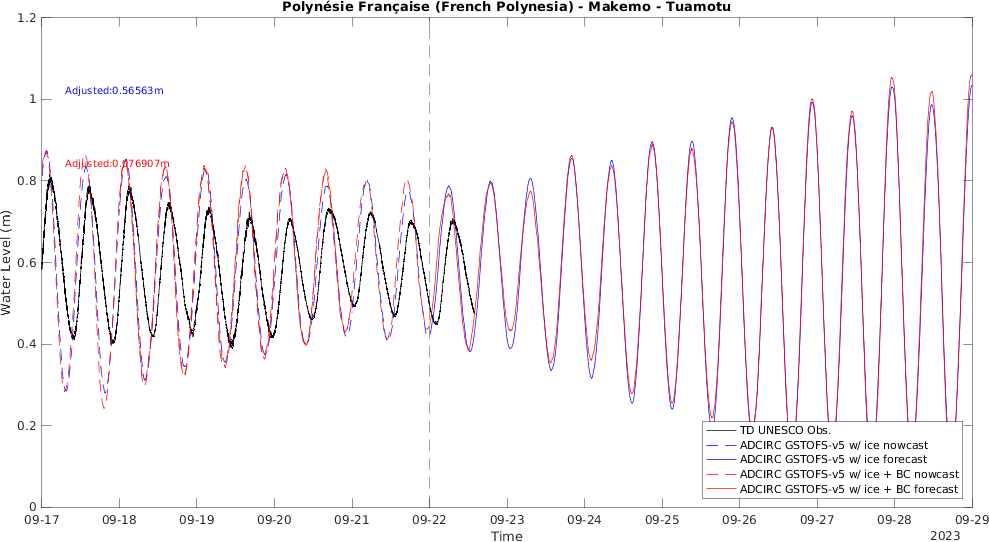 Polynésie Française (French Polynesia) - Makemo - Tuamotu
1.2
1
0.8
0.6
0.4
0.2
0
Water Level (m)
Adjusted:0.56563m
Adjusted:0.076907m
TD UNESCO Obs.
ADCIRC GSTOFS-v5 w/ ice nowcast
ADCIRC GSTOFS-v5 w/ ice forecast
ADCIRC GSTOFS-v5 w/ ice + BC nowcast
ADCIRC GSTOFS-v5 w/ ice + BC forecast
09-17 09-18 09-19 09-20 09-21 09-22 09-23 09-24 09-25 09-26 09-27 09-28 09-29
Time
2023